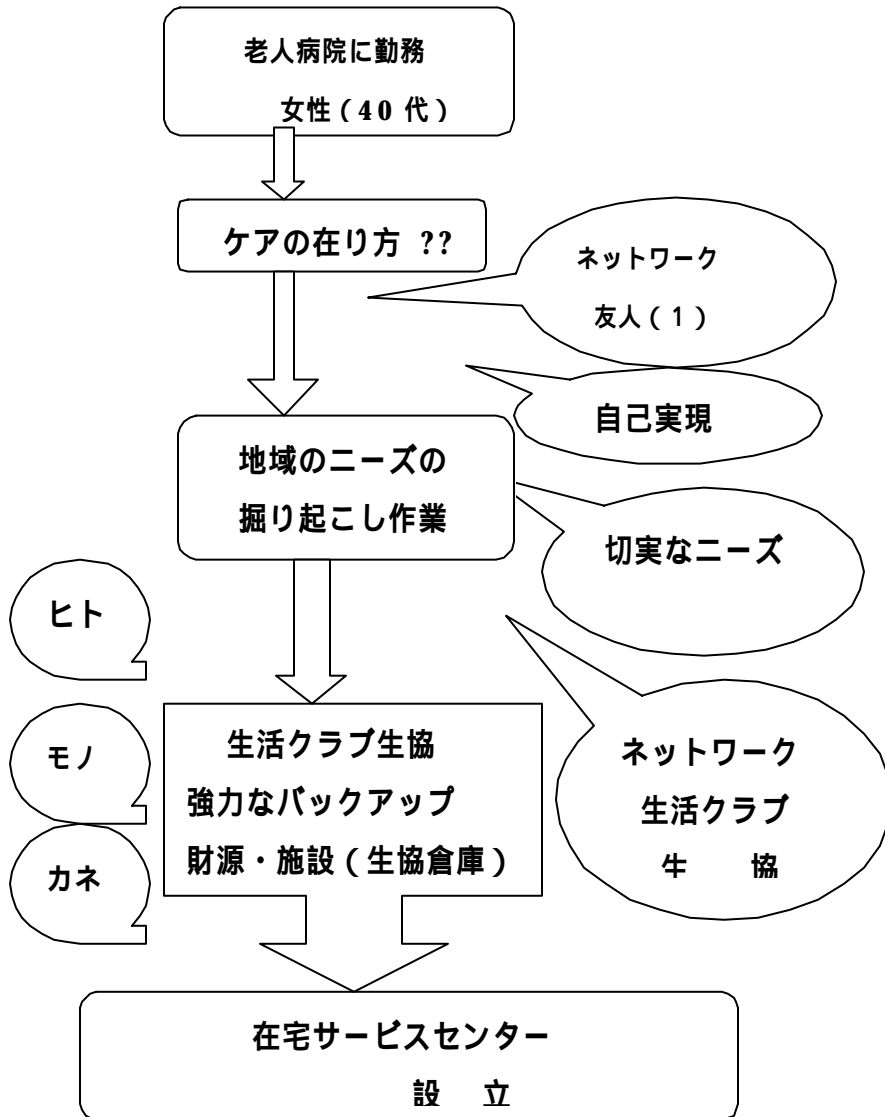 老人病院に勤務
女性（40 代）
ケアの在り方 ??
ネットワーク
友人（1）
自己実現
地域のニーズの
掘り起こし作業
切実なニーズ
ヒト
モノ
カネ
生活クラブ生協
強力なバックアップ
財源・施設（生協倉庫）
ネットワーク
生活クラブ
生　協
在宅サービスセンター
設　立